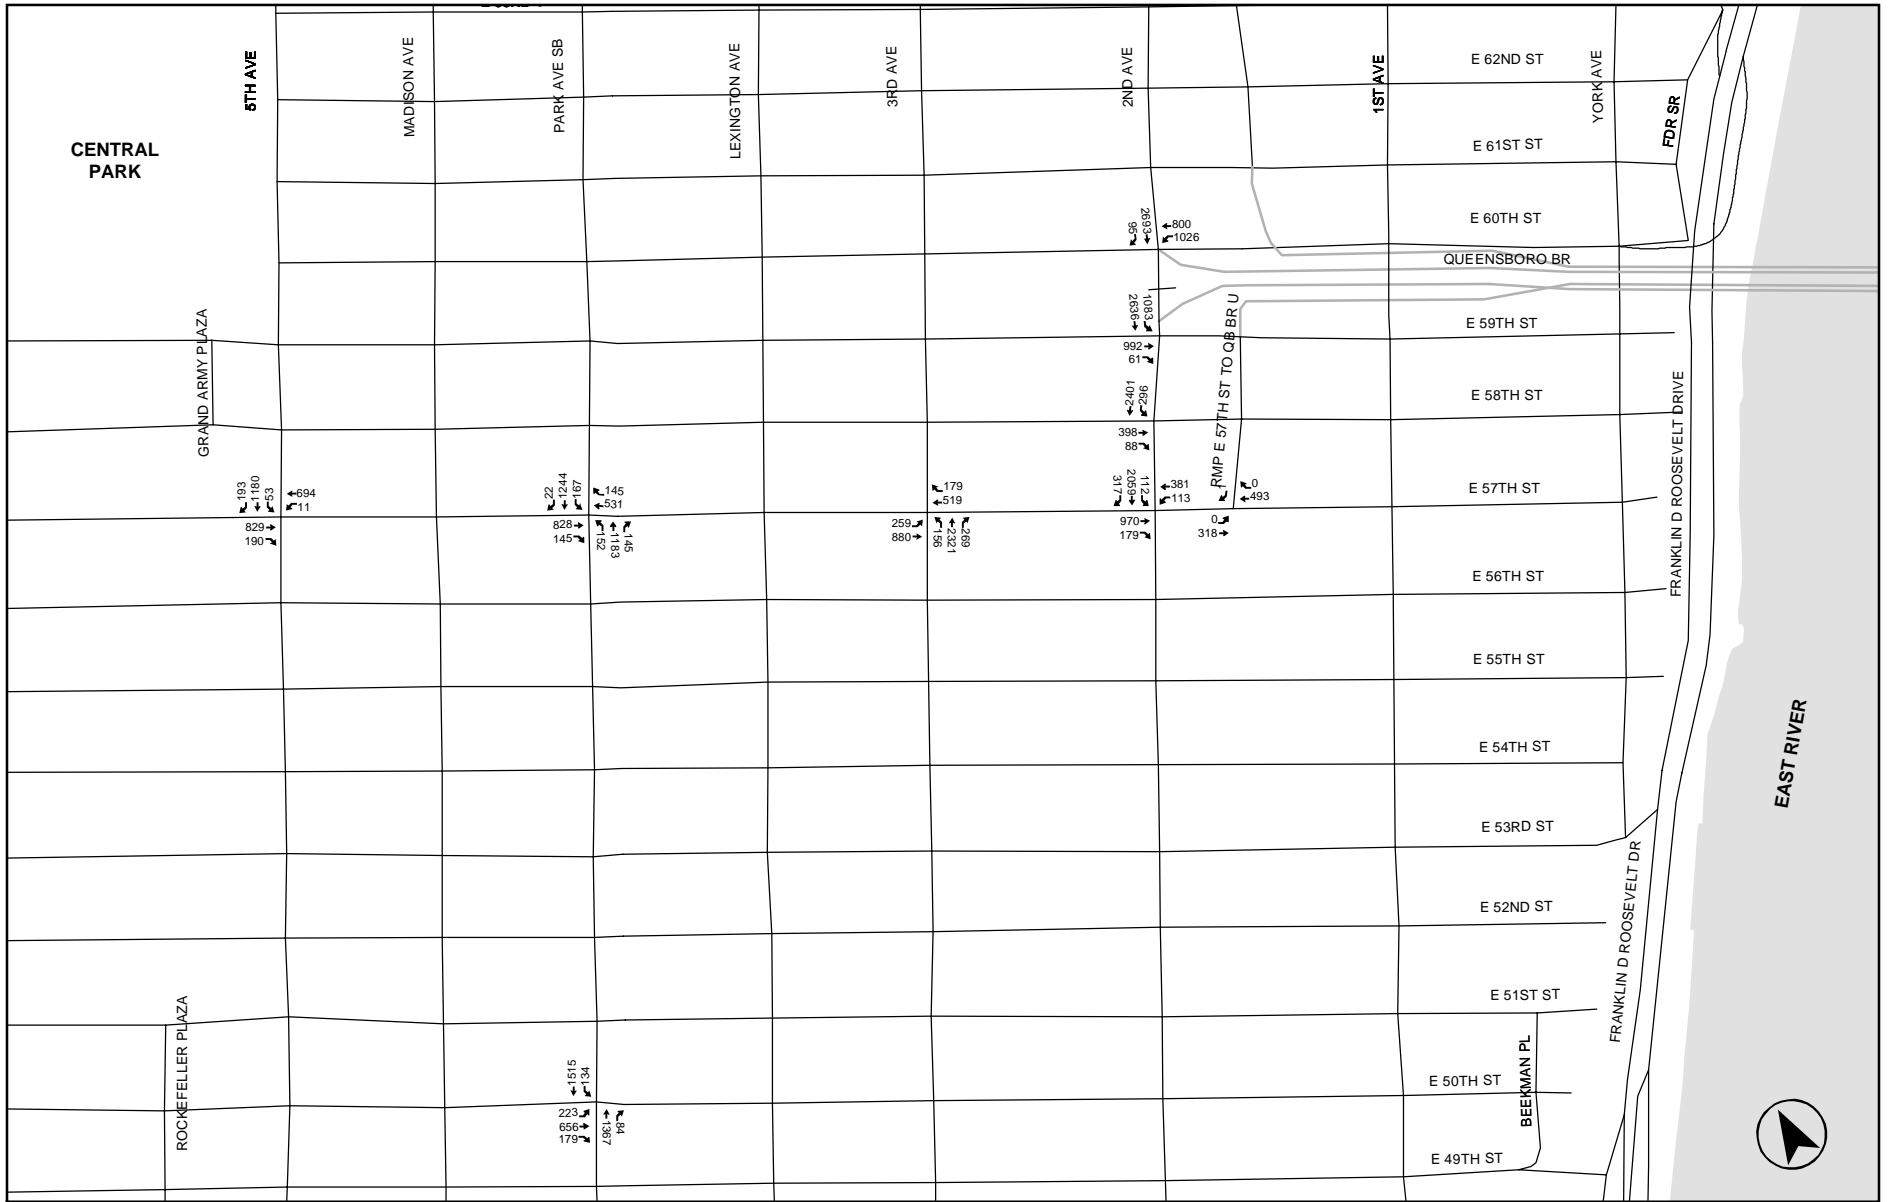 5TH AVE
MADISON AVE
PARK AVE SB
LEXINGTON AVE
3RD AVE
2ND AVE
1ST AVE
YORK AVE
FDR SR
E 62ND ST
CENTRAL
PARK
E 61ST ST
E 60TH ST
2693
95
800
1026
QUEENSBORO BR
1083
2636
E 59TH ST
992
61
GRAND ARMY PLAZA
RMP E 57TH ST TO QB BR U
FRANKLIN D ROOSEVELT DRIVE
2401
296
E 58TH ST
398
88
193
1180
53
694
11
829
190
22
1244
167
145
531
828
145
152
1183
145
179
519
259
880
156
2321
269
317
2059
112
381
113
970
179
0
493
0
318
E 57TH ST
E 56TH ST
E 55TH ST
E 54TH ST
EAST RIVER
E 53RD ST
FRANKLIN D ROOSEVELT DR
E 52ND ST
E 51ST ST
ROCKEFELLER PLAZA
BEEKMAN PL
1515
134
E 50TH ST
223
656
179
1367
84
E 49TH ST